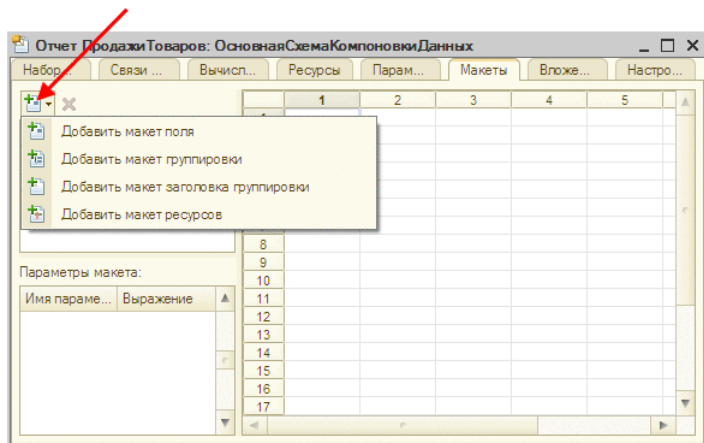 Отчет ПродажиТоваров: ОсновнаяСхемаКомпоновкиДанных
Набор... Связи ... Вычисл... Ресурсы Парам... Макеты Вложе... Настро...
1 2 3 4 5
Добавить макет поля
Добавить макет группировки
Добавить макет заголовка группировки
Добавить макет ресурсов
8
9
Параметры макета:
10
Имя параме... Выражение
11
12
13
14
15
16
17